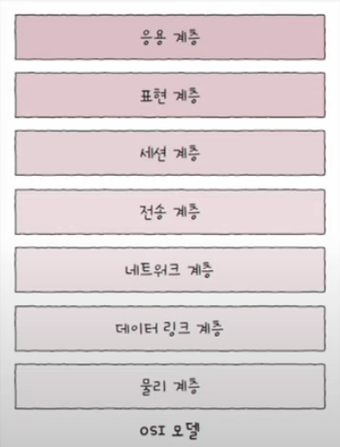 응용 계층
표현 계층
세션 계층
전송 계층
네트워크 계층
데이터 링크 계층
물리 계층
OSI 모델